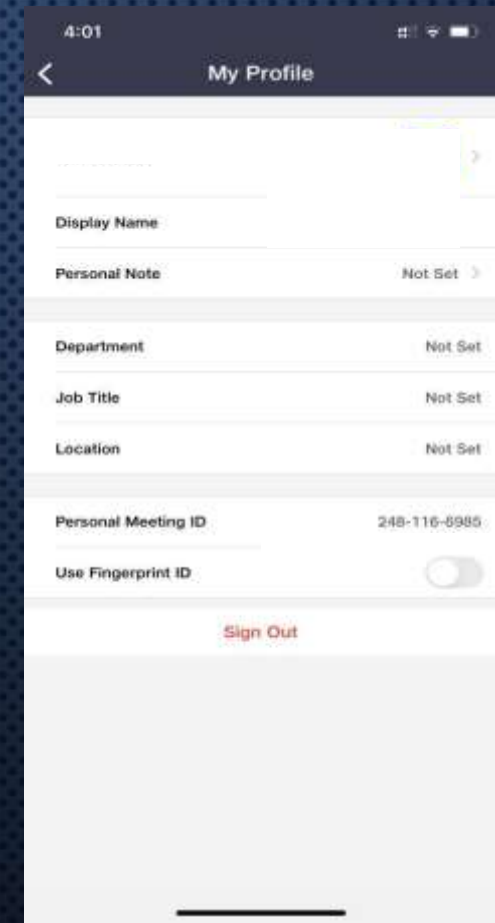 4:01
My Profile
Display Name
Personal Note Not Set
Department Not Set
Job Title Not Set
Location Not Set
Personal Meeting ID 248-116-6985
Use Fingerprint ID
Sign Out